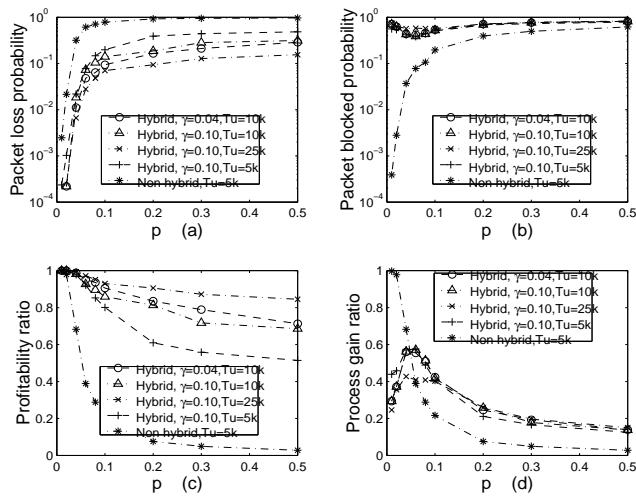 Packet loss probability
10^0
10^-1
10^-2
10^-3
10^-4
Hybrid, γ=0.04,Tu=10k
Hybrid, γ=0.10,Tu=10k
Hybrid, γ=0.10,Tu=25k
Hybrid, γ=0.10,Tu=5k
Non hybrid,Tu=5k
0 0.1 0.2 0.3 0.4 0.5
p (a)
Packet blocked probability
10^0
10^-1
10^-2
10^-3
10^-4
Hybrid, γ=0.04,Tu=10k
Hybrid, γ=0.10,Tu=10k
Hybrid, γ=0.10,Tu=25k
Hybrid, γ=0.10,Tu=5k
Non hybrid,Tu=5k
0 0.1 0.2 0.3 0.4 0.5
p (b)
Profitability ratio
1
0.8
0.6
0.4
0.2
0
Hybrid, γ=0.04,Tu=10k
Hybrid, γ=0.10,Tu=10k
Hybrid, γ=0.10,Tu=25k
Hybrid, γ=0.10,Tu=5k
Non hybrid,Tu=5k
0 0.1 0.2 0.3 0.4 0.5
p (c)
Process gain ratio
1
0.8
0.6
0.4
0.2
0
Hybrid, γ=0.04,Tu=10k
Hybrid, γ=0.10,Tu=10k
Hybrid, γ=0.10,Tu=25k
Hybrid, γ=0.10,Tu=5k
Non hybrid,Tu=5k
0 0.1 0.2 0.3 0.4 0.5
p (d)